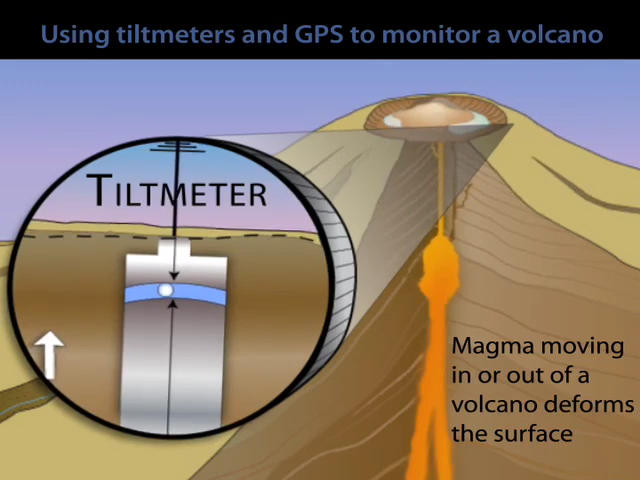 Using tiltmeters and GPS to monitor a volcano
TILTMETER
Magma moving
in or out of a
volcano deforms
the surface